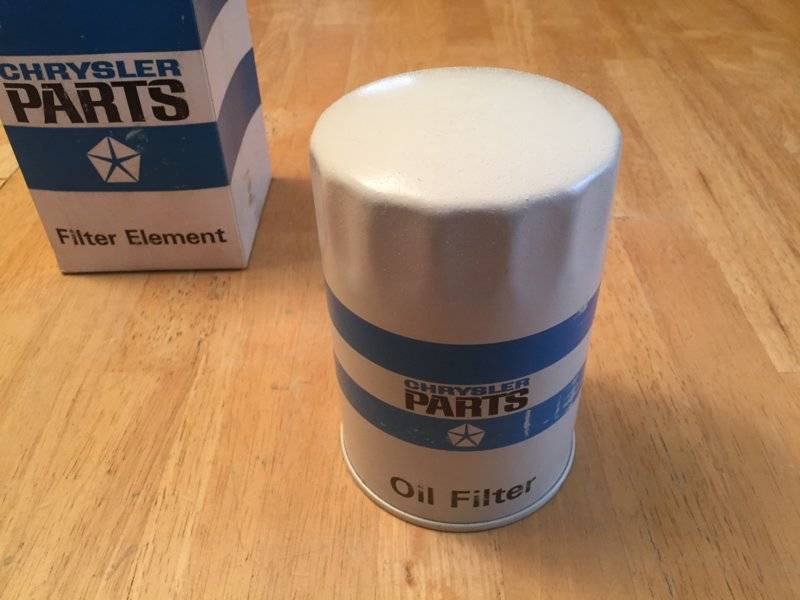 CHRYSLER
PARTS
Filter Element
CHRYSLER
PARTS
Oil Filter